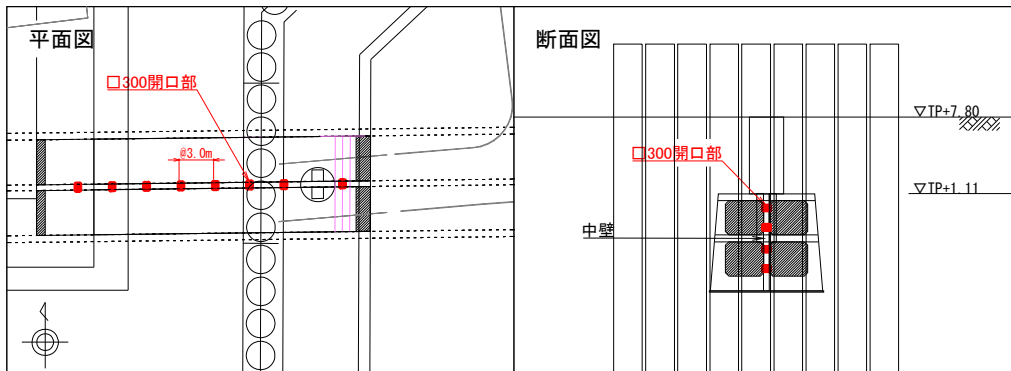 平面図
□300開口部
@3.0m
断面図
▽TP+7.80
□300開口部
▽TP+1.11
中壁